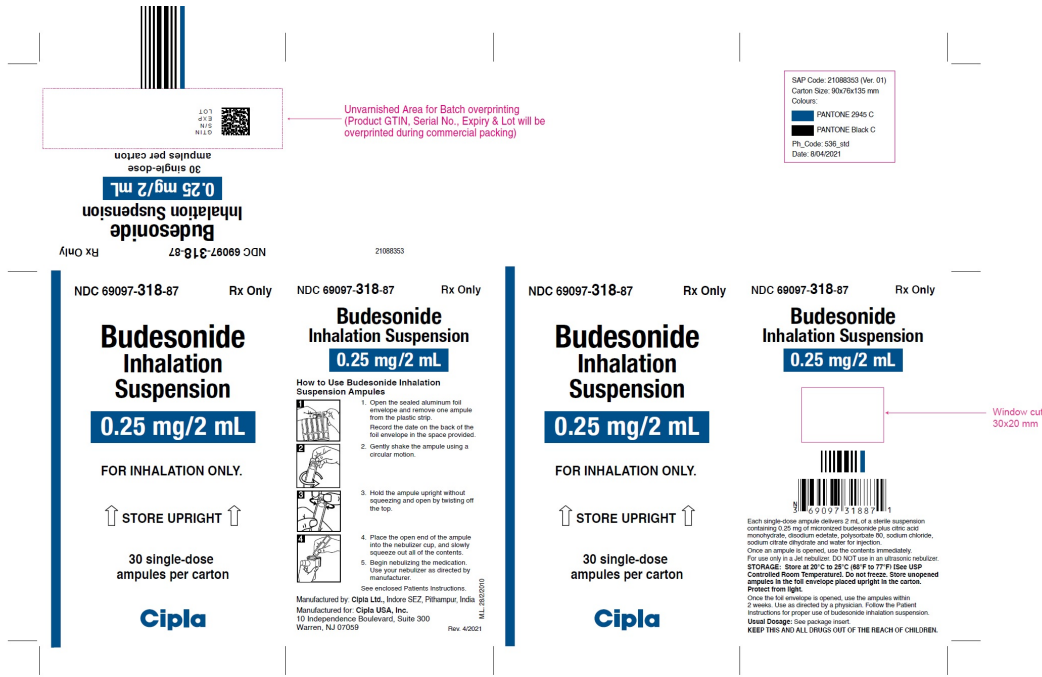 SAP Code: 21088353 (Ver. 01)
Carton Size: 90x76x135 mm
Colours:
PANTONE 2945 C
PANTONE Black C
Ph_Code: 536_std
Date: 8/04/2021
Unvarnished Area for Batch overprinting
(Product GTIN, Serial No., Expiry & Lot will be
overprinted during commercial packing)
GTIN
S/N
EXP
LOT
NDC 69097-318-87 Rx Only
Budesonide
Inhalation Suspension
0.25 mg/2 mL
30 single-dose
ampules per carton
21088353
NDC 69097-318-87 Rx Only
Budesonide
Inhalation
Suspension
0.25 mg/2 mL
FOR INHALATION ONLY.
STORE UPRIGHT
30 single-dose
ampules per carton
Cipla
NDC 69097-318-87 Rx Only
Budesonide
Inhalation Suspension
0.25 mg/2 mL
How to Use Budesonide Inhalation
Suspension Ampules
1
1. Open the sealed aluminum foil
envelope and remove one ampule
from the plastic strip.
Record the date on the back of the
foil envelope in the space provided.
2
2. Gently shake the ampule using a
circular motion.
3
3. Hold the ampule upright without
squeezing and open by twisting off
the top.
4
4. Place the open end of the ampule
into the nebulizer cup, and slowly
squeeze out all of the contents.
5. Begin nebulizing the medication.
Use your nebulizer as directed by
manufacturer.
See enclosed Patients Instructions.
Manufactured by: Cipla Ltd., Indore SEZ, Pithampur, India
Manufactured for: Cipla USA, Inc.
10 Independence Boulevard, Suite 300
Warren, NJ 07059
Rev. 4/2021
M.L. 28/2/2010
NDC 69097-318-87 Rx Only
Budesonide
Inhalation
Suspension
0.25 mg/2 mL
FOR INHALATION ONLY.
STORE UPRIGHT
30 single-dose
ampules per carton
Cipla
NDC 69097-318-87 Rx Only
Budesonide
Inhalation Suspension
0.25 mg/2 mL
Window cut
30x20 mm
N
3 69097 31887 1
Each single-dose ampule delivers 2 mL of a sterile suspension
containing 0.25 mg of micronized budesonide plus citric acid
monohydrate, disodium edetate, polysorbate 80, sodium chloride,
sodium citrate dihydrate and water for injection.
Once an ampule is opened, use the contents immediately.
For use only in a Jet nebulizer. DO NOT use in an ultrasonic nebulizer.
STORAGE: Store at 20°C to 25°C (68°F to 77°F) [See USP
Controlled Room Temperature). Do not freeze. Store unopened
ampules in the foil envelope placed upright in the carton.
Protect from light.
Once the foil envelope is opened, use the ampules within
2 weeks. Use as directed by a physician. Follow the Patient
Instructions for proper use of budesonide inhalation suspension.
Usual Dosage: See package insert.
KEEP THIS AND ALL DRUGS OUT OF THE REACH OF CHILDREN.